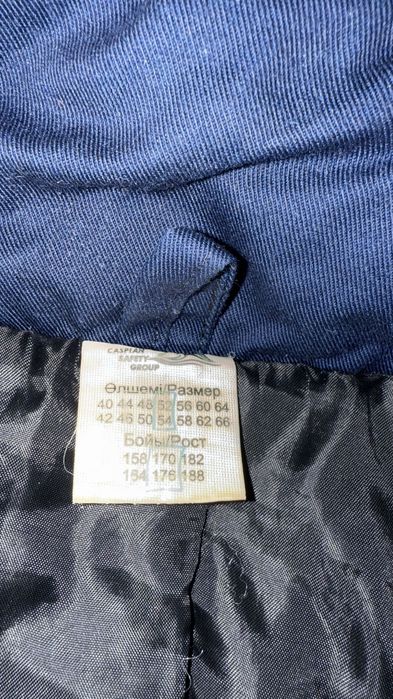 CASPIAN
SAFETY
GROUP
Өлшемі/Размер
40 44 48 52 56 60 64
42 46 50 54 58 62 66
Бойы/Рост
158 170 182
164 176 188